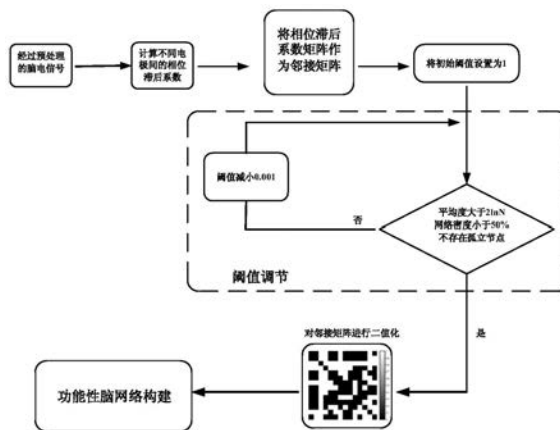 经过预处理
的脑电信号
计算不同电
极间的相位
滞后系数
将相位滞后
系数矩阵作
为邻接矩阵
将初始阈值设置为1
阈值减小0.001
平均度大于2lnN
网络密度小于50%
不存在孤立节点
否
阈值调节
是
对邻接矩阵进行二值化
功能性脑网络构建